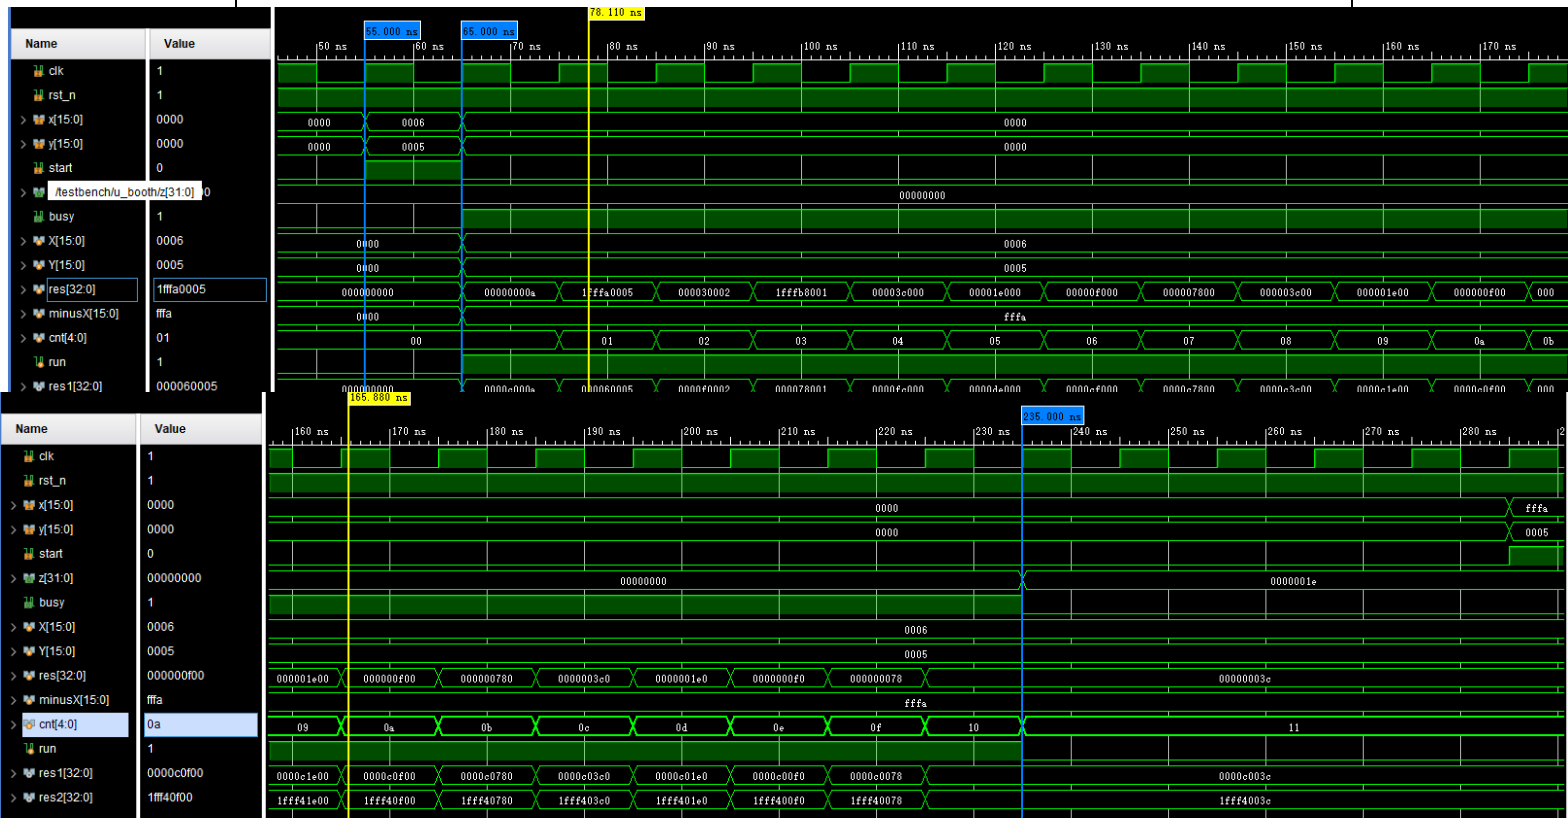 78.110 ns
55.000 ns 65.000 ns
Name Value 50 ns 60 ns 70 ns 80 ns 90 ns 100 ns 110 ns 120 ns 130 ns 140 ns 150 ns 160 ns 170 ns
clk 1
rst_n 1
x[15:0] 0000 0000 0006 0000
y[15:0] 0000 0000 0005 0000
start 0
/testbench/u_booth/z[31:0] 00000000
busy 1
X[15:0] 0006 0000 0006
Y[15:0] 0005 0000 0005
res[32:0] 1fffa0005 000000000 00000000a 1fffa0005 000030002 1fffb8001 00003c000 00001e000 00000f000 000007800 000003c00 000001e00 000000f00 000
minusX[15:0] fffa 0000 fffa
cnt[4:0] 01 00 01 02 03 04 05 06 07 08 09 0a 0b
run 1
res1[32:0] 000060005 000000000 0000c000a 000060005 0000f0002 000078001 0000fc000 0000de000 0000cf000 0000c7800 0000c3c00 0000c1e00 0000c0f00 000
165.880 ns
235.000 ns
Name Value 160 ns 170 ns 180 ns 190 ns 200 ns 210 ns 220 ns 230 ns 240 ns 250 ns 260 ns 270 ns 280 ns 2
clk 1
rst_n 1
x[15:0] 0000 0000 fffa
y[15:0] 0000 0000 0005
start 0
z[31:0] 00000000 00000000 0000001e
busy 1
X[15:0] 0006 0006
Y[15:0] 0005 0005
res[32:0] 000000f00 000001e00 000000f00 000000780 0000003c0 0000001e0 0000000f0 000000078 00000003c
minusX[15:0] fffa fffa
cnt[4:0] 0a 09 0a 0b 0c 0d 0e 0f 10 11
run 1
res1[32:0] 0000c0f00 0000c1e00 0000c0f00 0000c0780 0000c03c0 0000c01e0 0000c00f0 0000c0078 0000c003c
res2[32:0] 1fff40f00 1fff41e00 1fff40f00 1fff40780 1fff403c0 1fff401e0 1fff400f0 1fff40078 1fff4003c